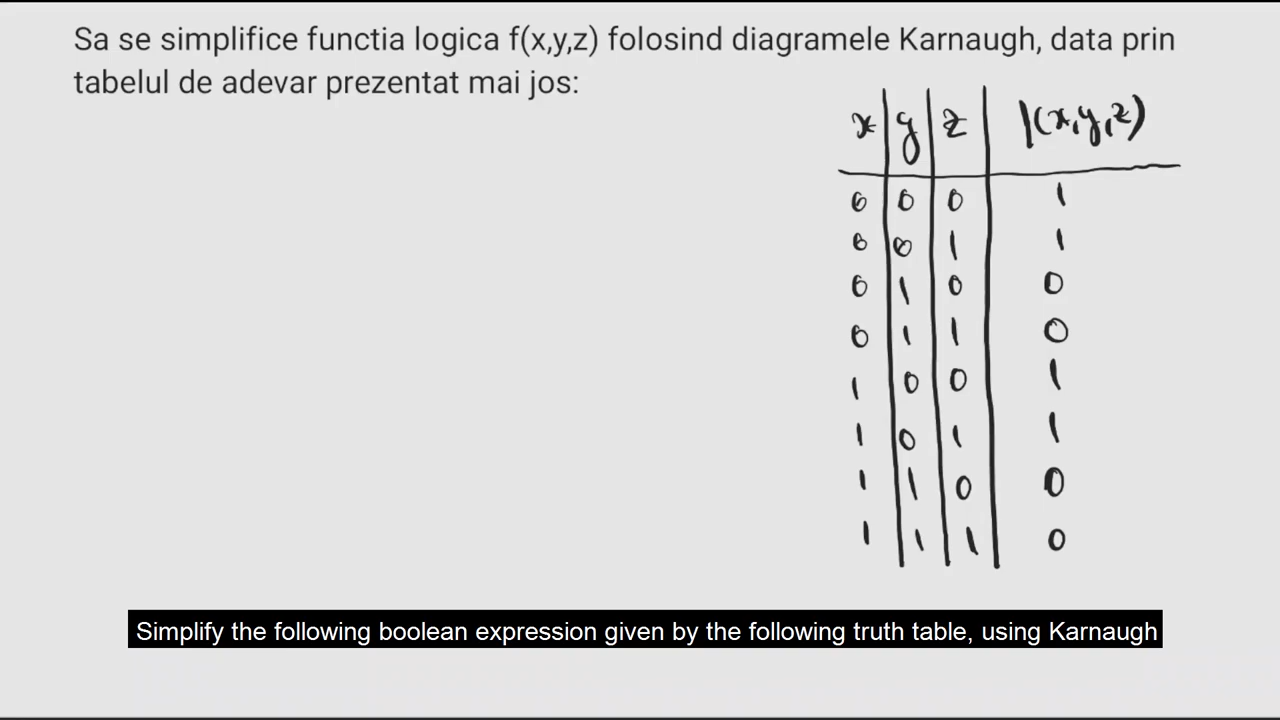 Sa se simplifice functia logica f(x,y,z) folosind diagramele Karnaugh, data prin
tabelul de adevar prezentat mai jos:
x y z f(x,y,z)
0 0 0 1
0 0 1 1
0 1 0 0
0 1 1 0
1 0 0 1
1 0 1 1
1 1 0 0
1 1 1 0
Simplify the following boolean expression given by the following truth table, using Karnaugh